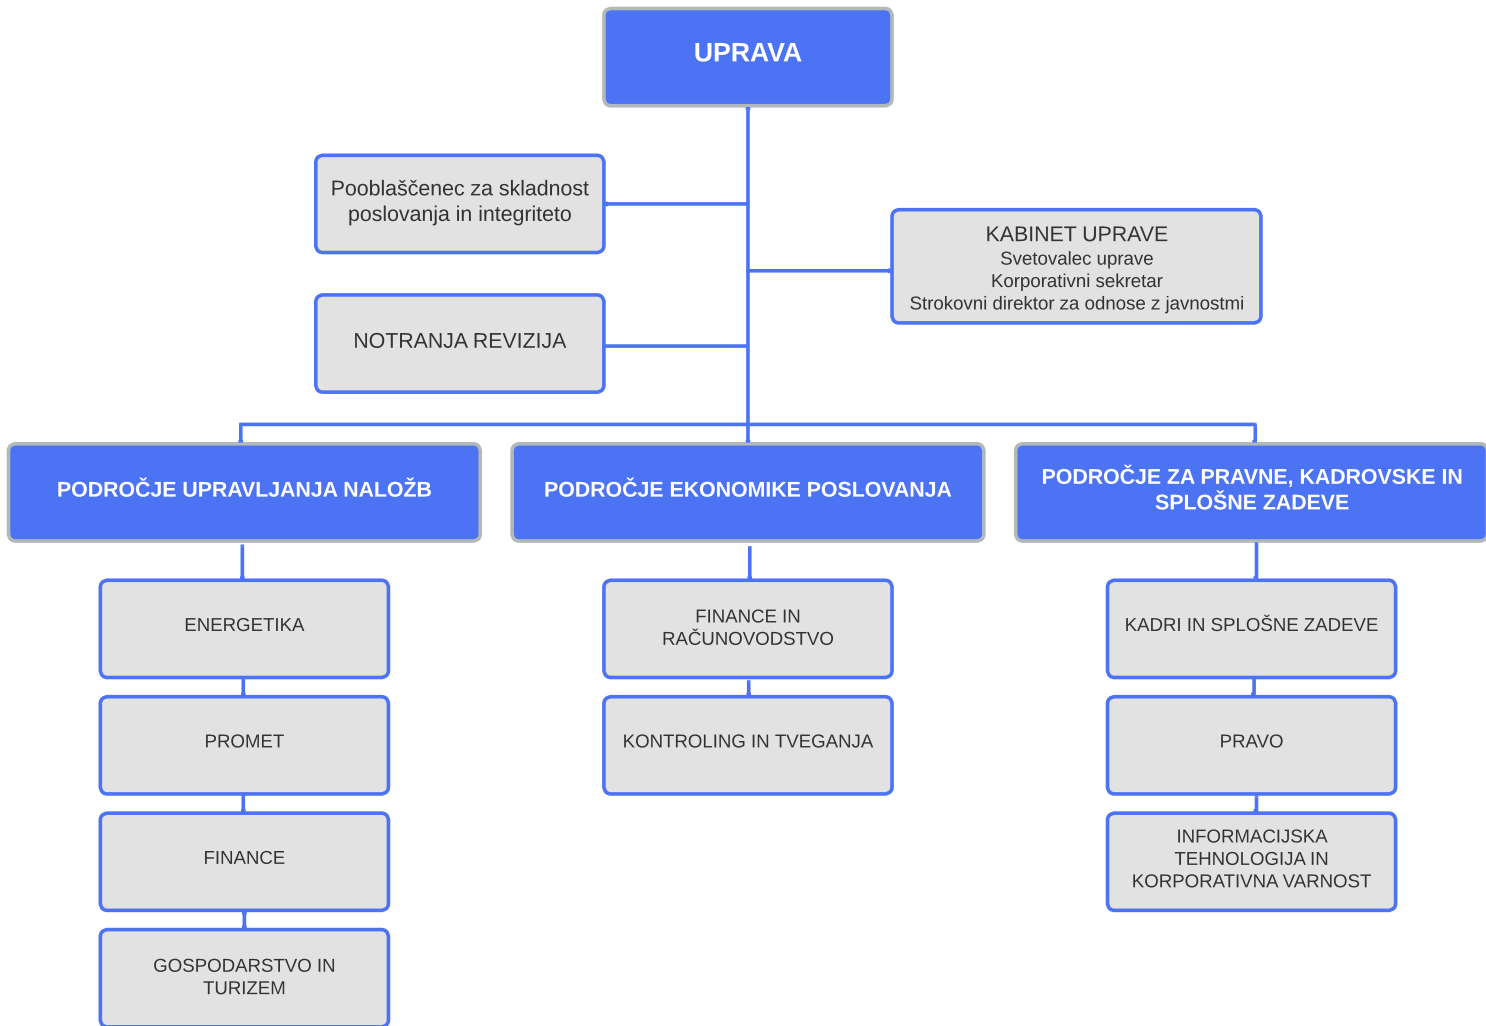 UPRAVA
Pooblaščenec za skladnost
poslovanja in integriteto
KABINET UPRAVE
Svetovalec uprave
Korporativni sekretar
Strokovni direktor za odnose z javnostmi
NOTRANJA REVIZIJA
PODROČJE UPRAVLJANJA NALOŽB
PODROČJE EKONOMIKE POSLOVANJA
PODROČJE ZA PRAVNE, KADROVSKE IN
SPLOŠNE ZADEVE
ENERGETIKA
PROMET
FINANCE
GOSPODARSTVO IN
TURIZEM
FINANCE IN
RAČUNOVODSTVO
KONTROLING IN TVEGANJA
KADRI IN SPLOŠNE ZADEVE
PRAVO
INFORMACIJSKA
TEHNOLOGIJA IN
KORPORATIVNA VARNOST